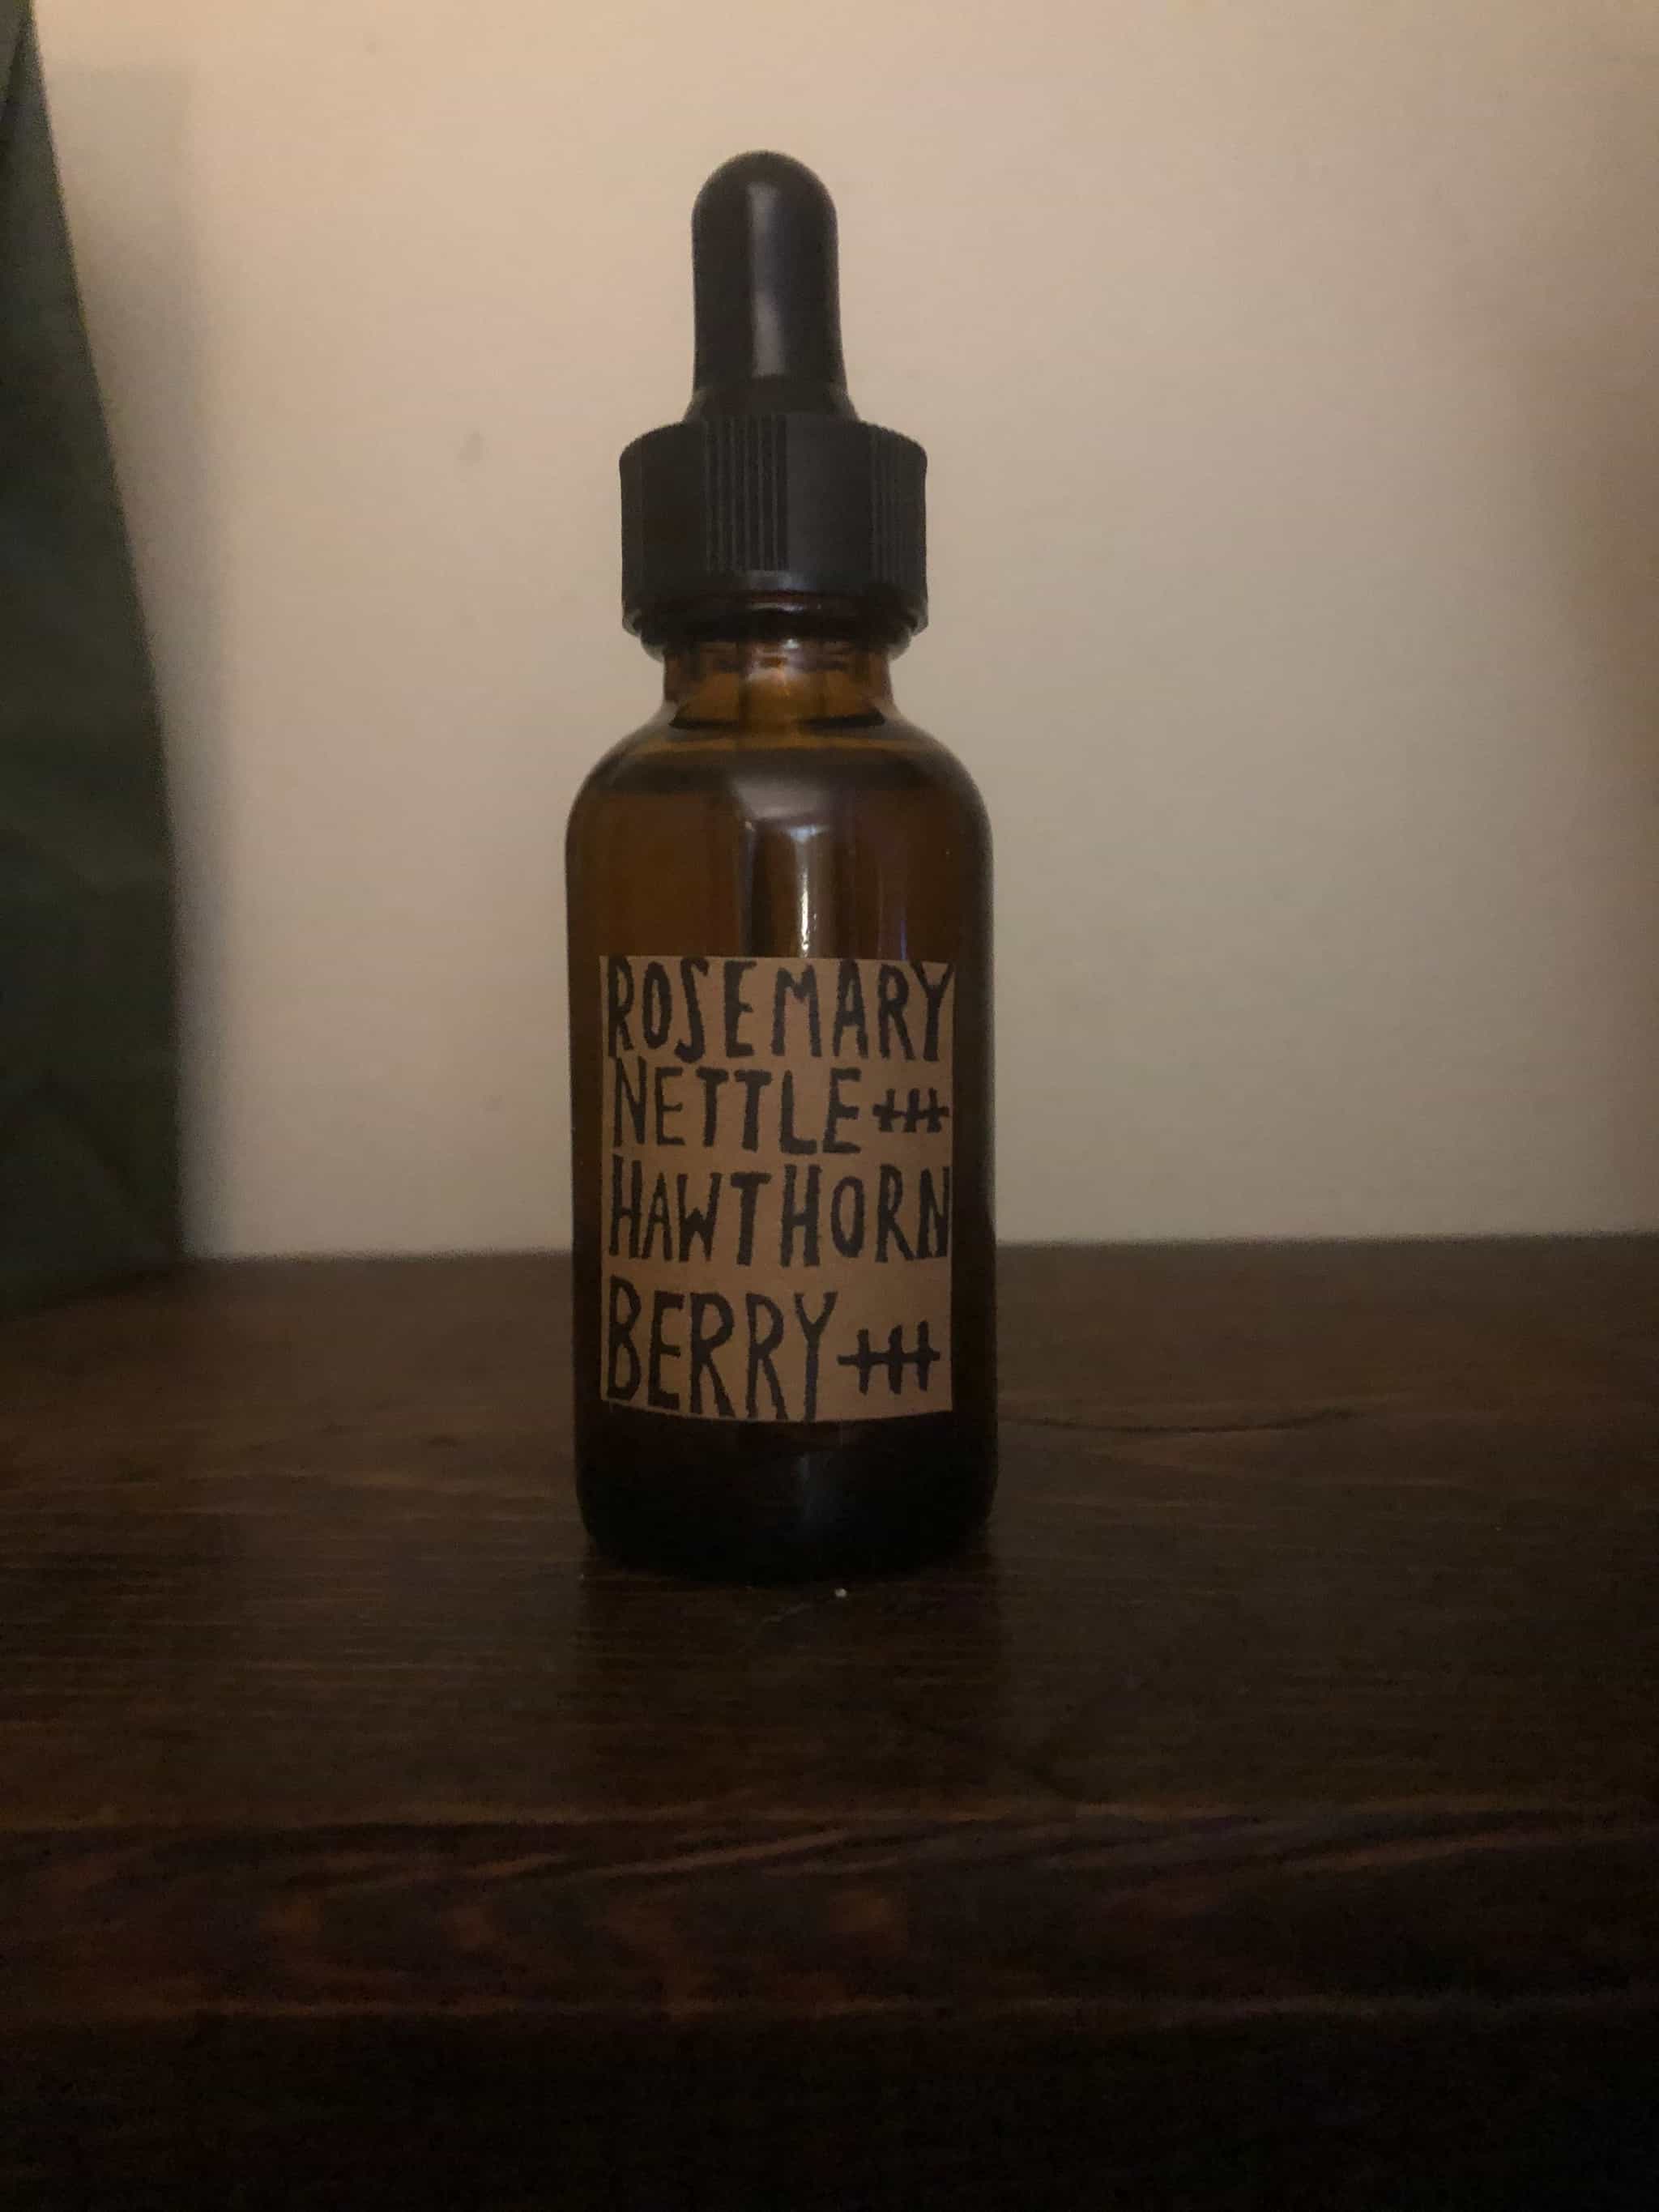 ROSEMARY
NETTLE +++
HAWTHORN
BERRY +++